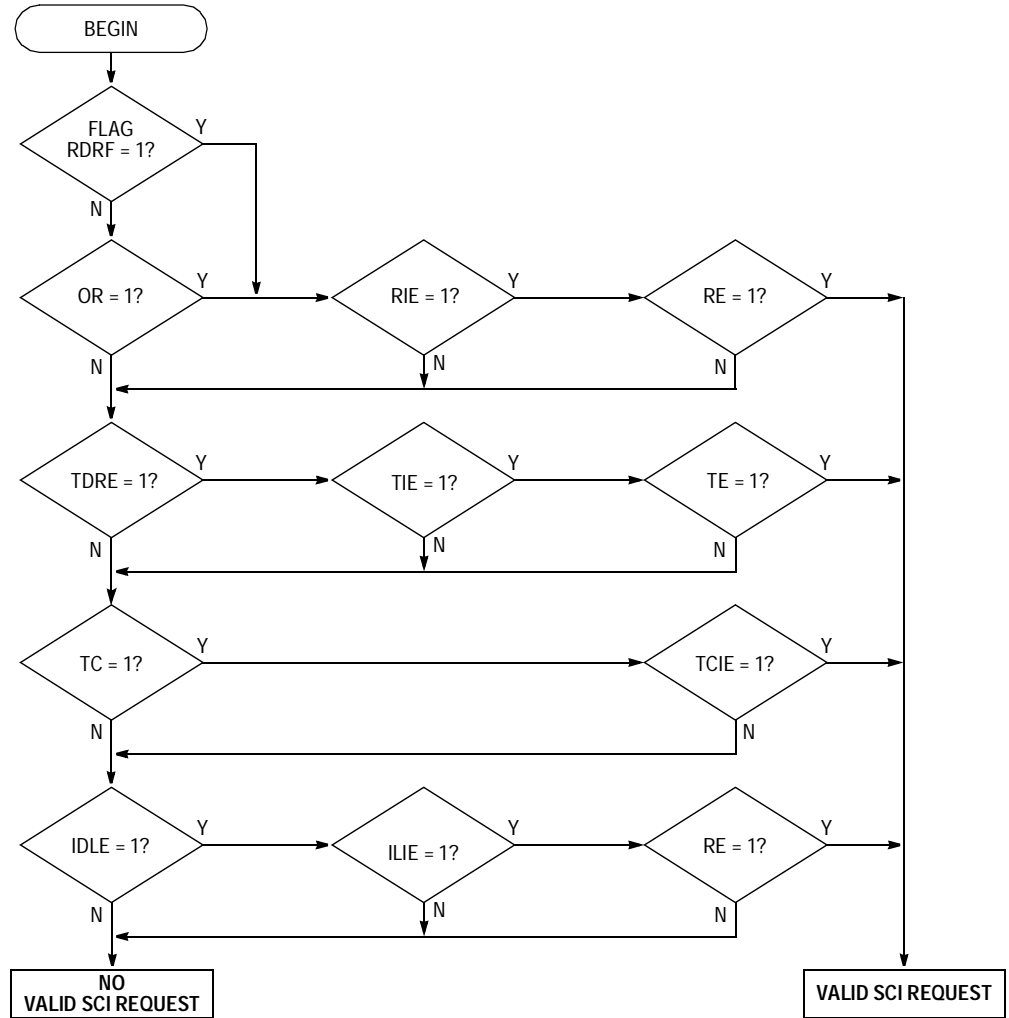 BEGIN
FLAG
RDRF = 1?
Y
N
OR = 1?
Y
RIE = 1?
Y
RE = 1?
Y
N
N
N
TDRE = 1?
Y
TIE = 1?
Y
TE = 1?
Y
N
N
N
TC = 1?
Y
TCIE = 1?
Y
N
N
IDLE = 1?
Y
ILIE = 1?
Y
RE = 1?
Y
N
N
N
NO
VALID SCI REQUEST
VALID SCI REQUEST